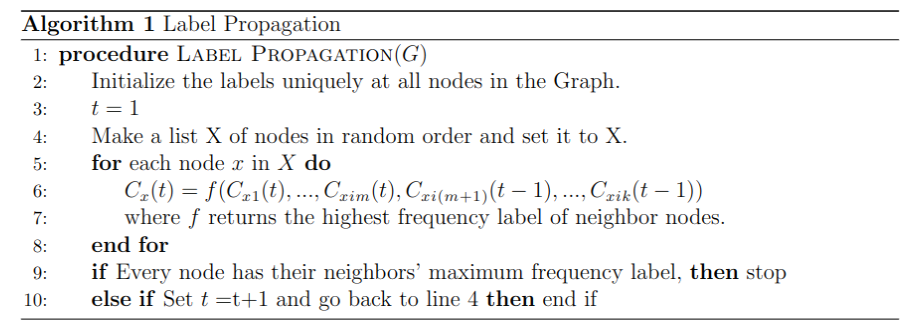 Algorithm 1 Label Propagation
1: procedure LABEL PROPAGATION(G)
2: Initialize the labels uniquely at all nodes in the Graph.
3: t = 1
4: Make a list X of nodes in random order and set it to X.
5: for each node x in X do
6: C_x(t) = f(C_{x1}(t), ..., C_{xim}(t), C_{xi(m+1)}(t − 1), ..., C_{xik}(t − 1))
7: where f returns the highest frequency label of neighbor nodes.
8: end for
9: if Every node has their neighbors' maximum frequency label, then stop
10: else if Set t =t+1 and go back to line 4 then end if